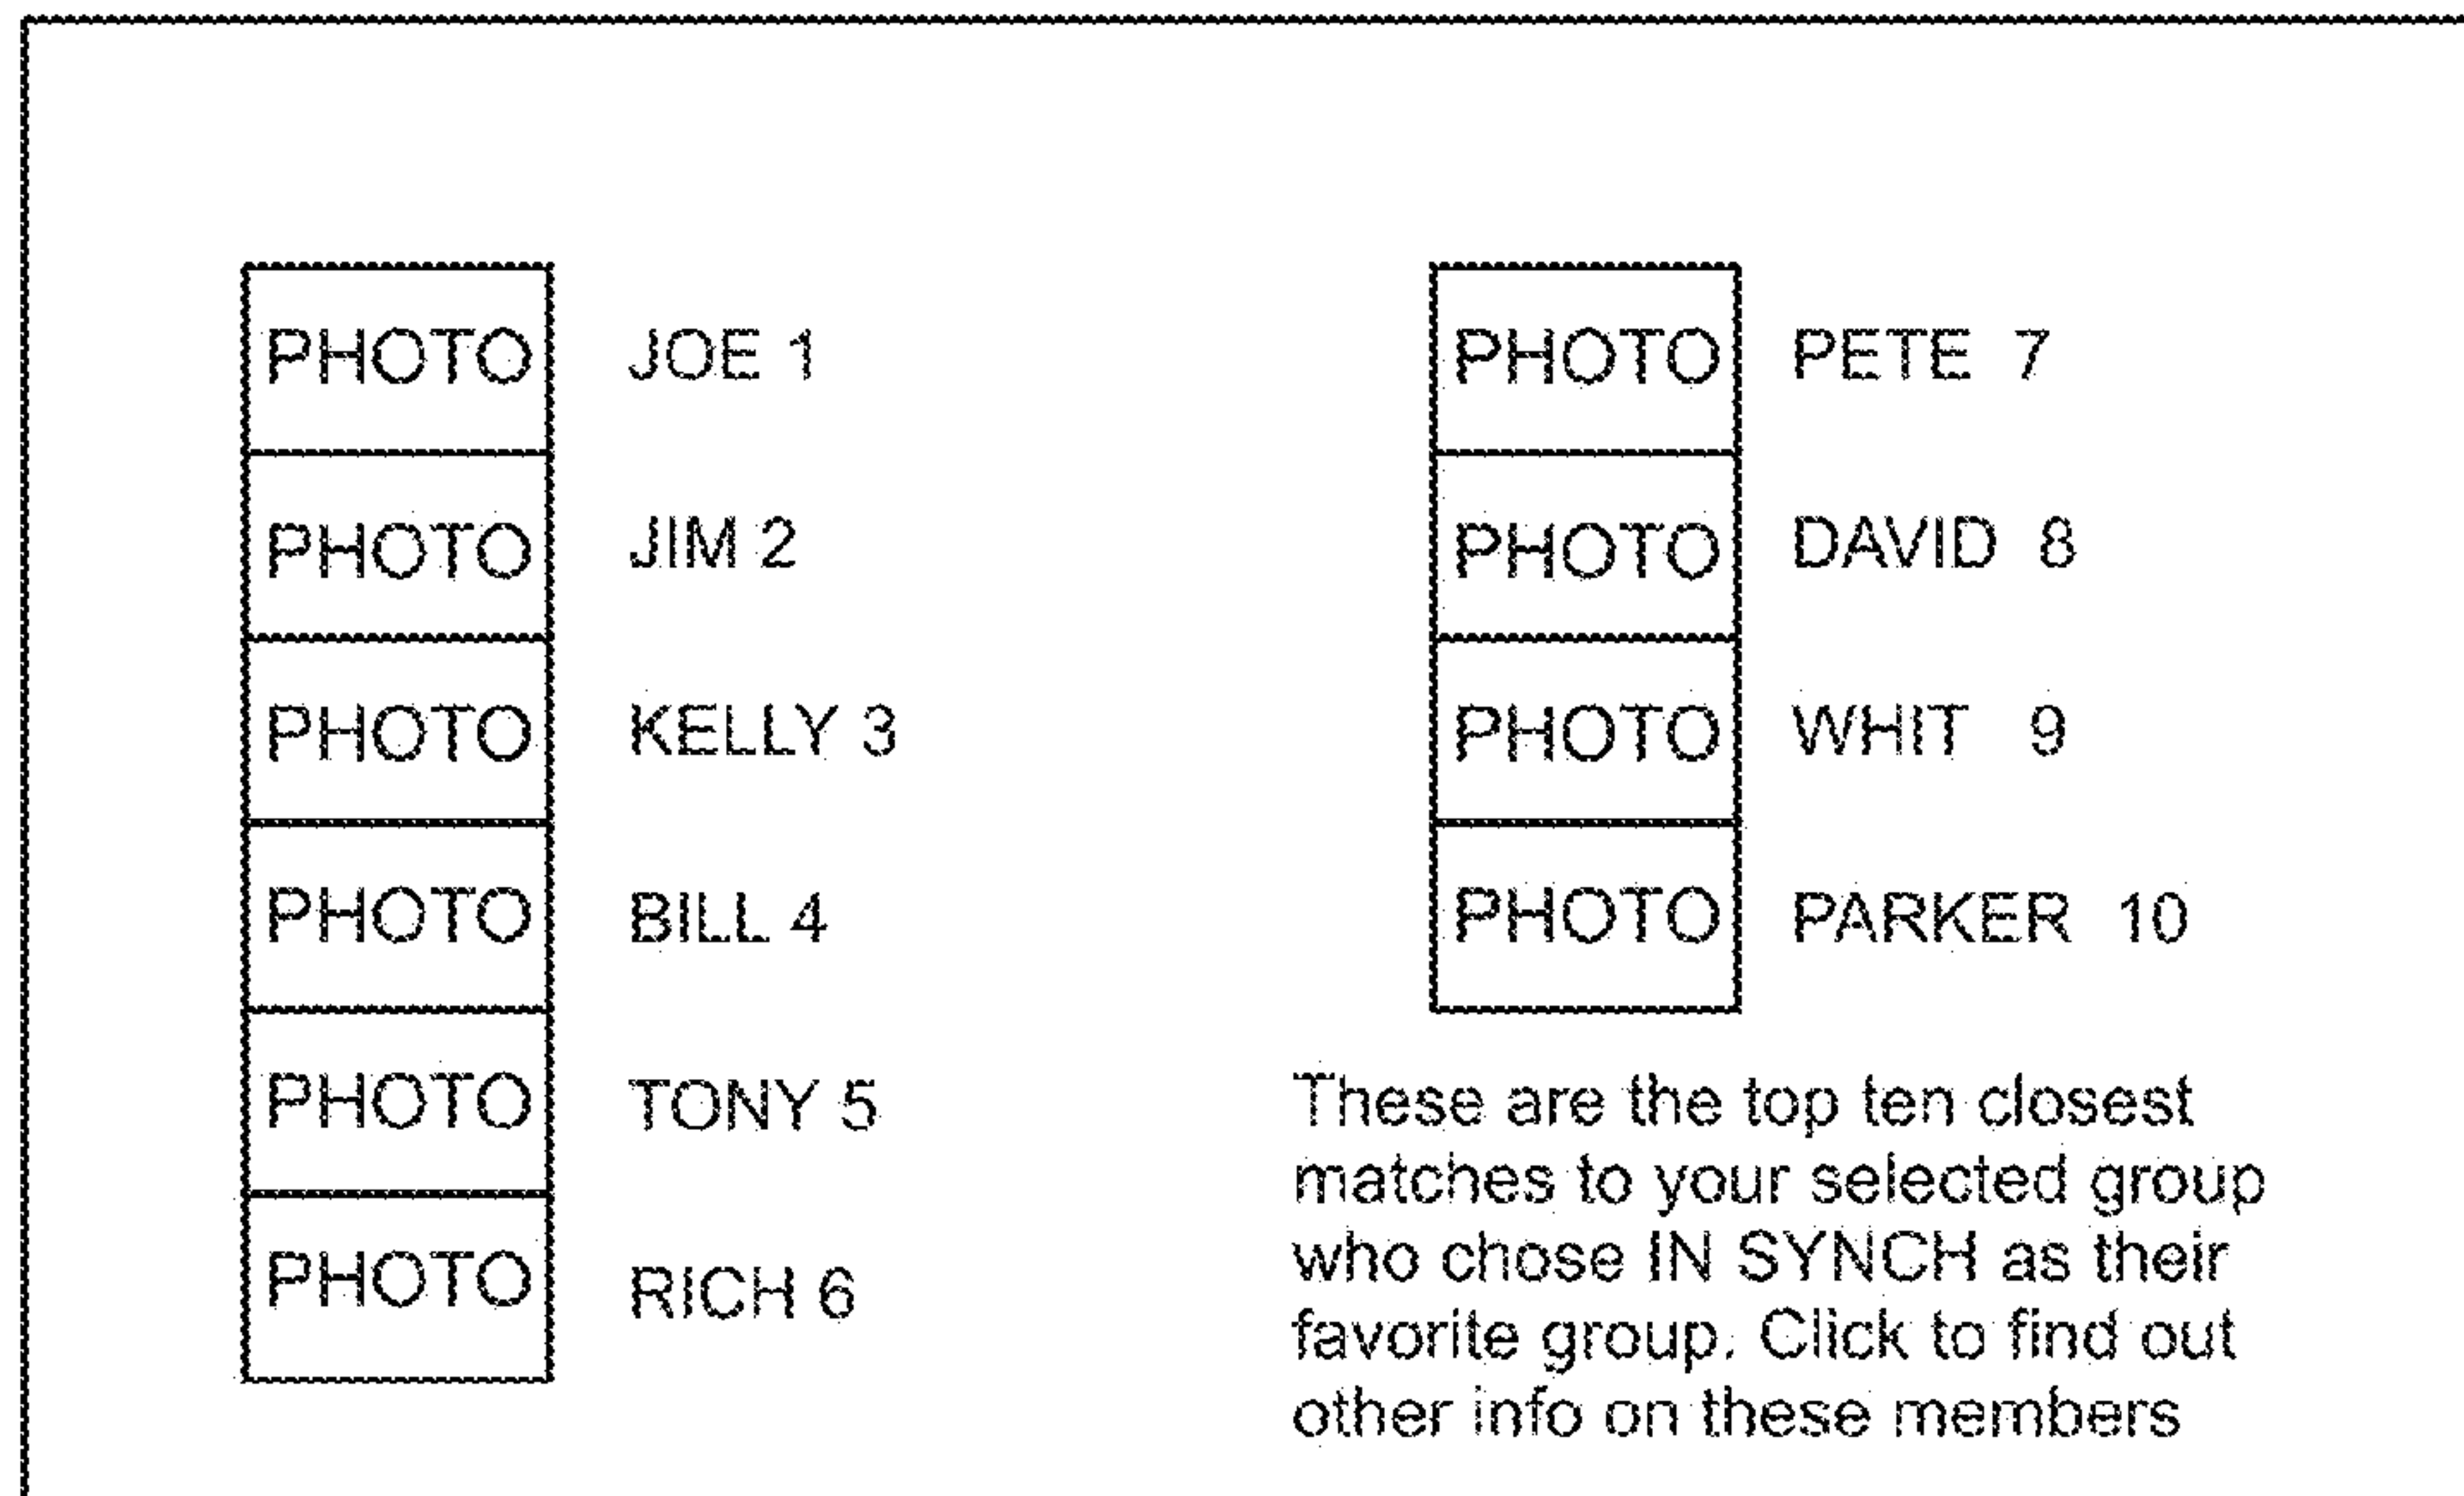 PHOTO JOE 1
PHOTO JIM 2
PHOTO KELLY 3
PHOTO BILL 4
PHOTO TONY 5
PHOTO RICH 6
PHOTO PETE 7
PHOTO DAVID 8
PHOTO WHIT 9
PHOTO PARKER 10
These are the top ten closest
matches to your selected group
who chose IN SYNCH as their
favorite group. Click to find out
other info on these members